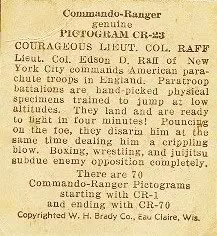 Commando-Ranger
genuine
PICTOGRAM CR-23
COURAGEOUS LIEUT. COL. RAFF
Lieut. Col. Edson D. Raff of New
York City commands American para-
chute troops in England. Paratroop
battalions are hand-picked physical
specimens trained to jump at low
altitudes. They land and are ready
to fight in four minutes! Pouncing
on the foe, they disarm him at the
same time dealing him a crippling
blow. Boxing, wrestling, and juijitsu
subdue enemy opposition completely.
There are 70
Commando-Ranger Pictograms
starting with CR-1
and ending with CR-70
Copyrighted W. H. Brady Co., Eau Claire, Wis.